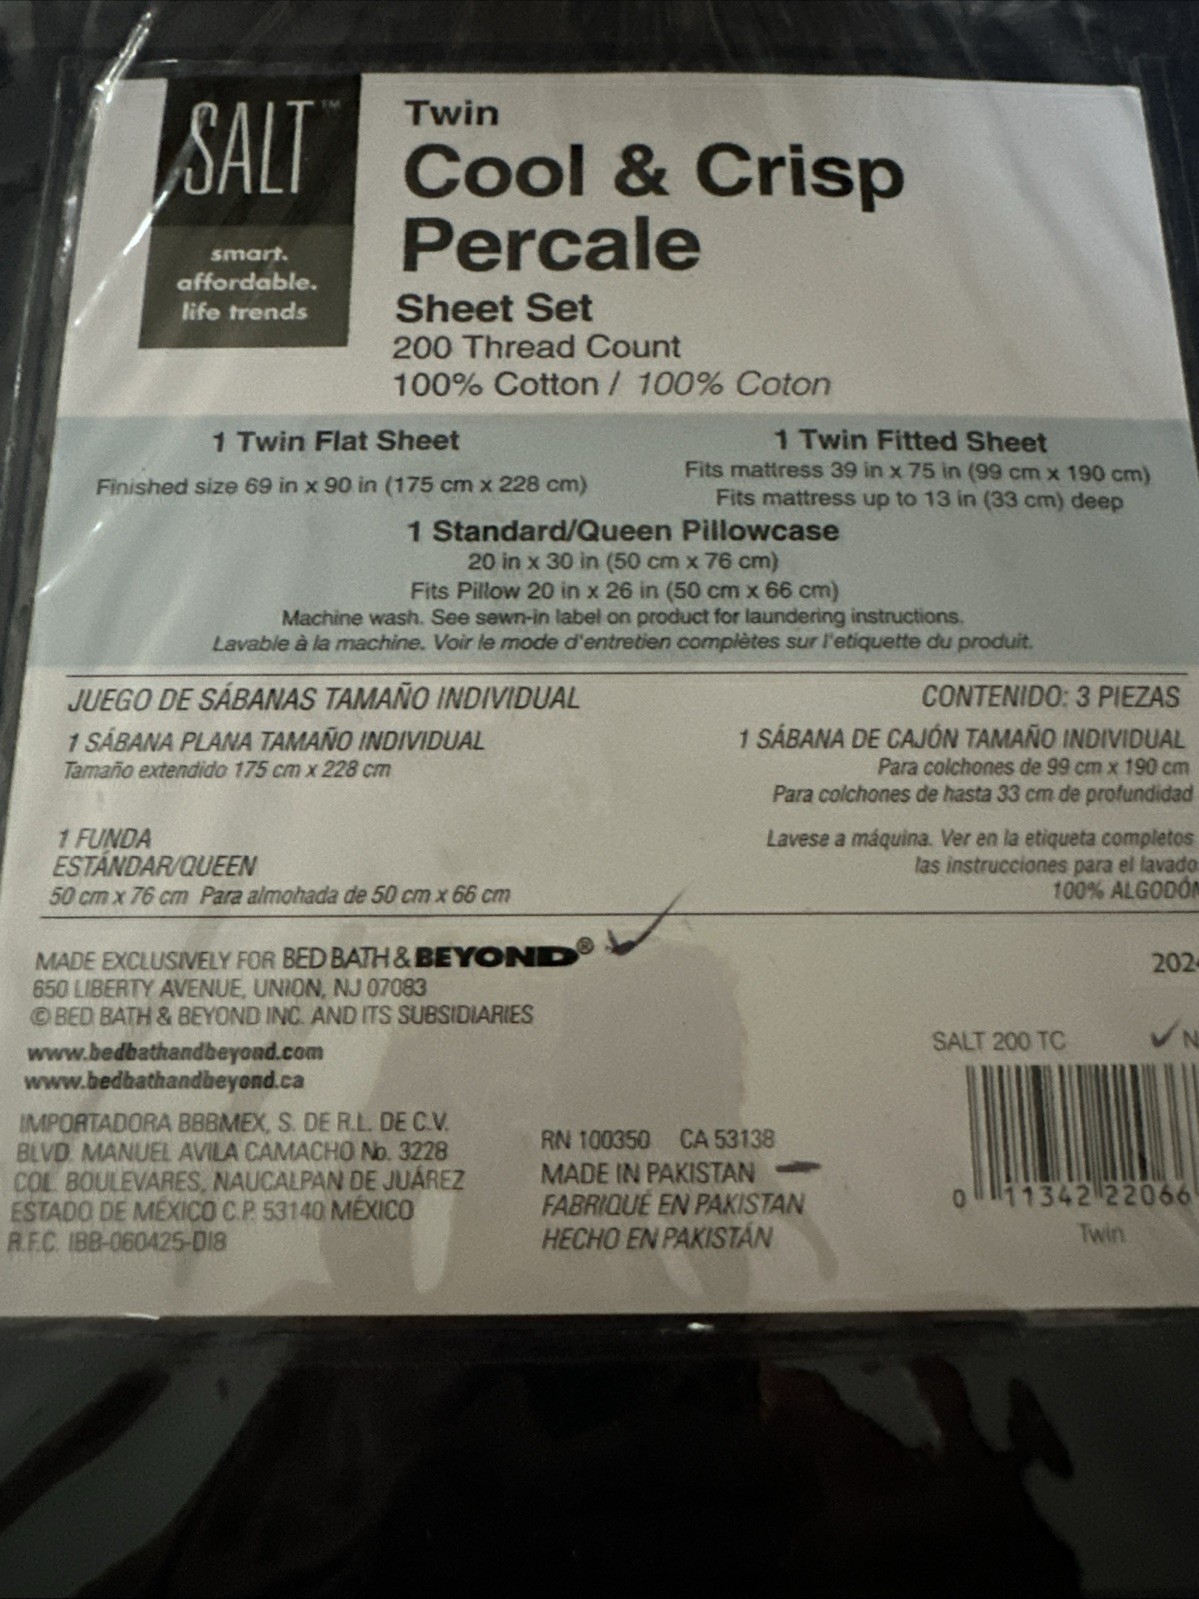 SALT™
smart.
affordable.
life trends
Twin
Cool & Crisp
Percale
Sheet Set
200 Thread Count
100% Cotton / 100% Coton
1 Twin Flat Sheet
Finished size 69 in x 90 in (175 cm x 228 cm)
1 Twin Fitted Sheet
Fits mattress 39 in x 75 in (99 cm x 190 cm)
Fits mattress up to 13 in (33 cm) deep
1 Standard/Queen Pillowcase
20 in x 30 in (50 cm x 76 cm)
Fits Pillow 20 in x 26 in (50 cm x 66 cm)
Machine wash. See sewn-in label on product for laundering instructions.
Lavable à la machine. Voir le mode d'entretien complètes sur l'etiquette du produit.
JUEGO DE SÁBANAS TAMAÑO INDIVIDUAL
CONTENIDO: 3 PIEZAS
1 SÁBANA PLANA TAMAÑO INDIVIDUAL
Tamaño extendido 175 cm x 228 cm
1 SÁBANA DE CAJÓN TAMAÑO INDIVIDUAL
Para colchones de 99 cm x 190 cm
Para colchones de hasta 33 cm de profundidad
1 FUNDA
ESTÁNDAR/QUEEN
50 cm x 76 cm Para almohada de 50 cm x 66 cm
Lavese a máquina. Ver en la etiqueta completos
las instrucciones para el lavado
100% ALGODÓN
MADE EXCLUSIVELY FOR BED BATH & BEYOND®
650 LIBERTY AVENUE, UNION, NJ 07083
© BED BATH & BEYOND INC. AND ITS SUBSIDIARIES
www.bedbathandbeyond.com
www.bedbathandbeyond.ca
IMPORTADORA BBBMEX, S. DE R.L. DE C.V.
BLVD. MANUEL AVILA CAMACHO No. 3228
COL. BOULEVARES, NAUCALPAN DE JUÁREZ
ESTADO DE MÉXICO C.P. 53140 MÉXICO
R.F.C. IBB-060425-DI8
RN 100350 CA 53138
MADE IN PAKISTAN
FABRIQUÉ EN PAKISTAN
HECHO EN PAKISTÁN
202
SALT 200 TC
N
0 11342 22066
Twin